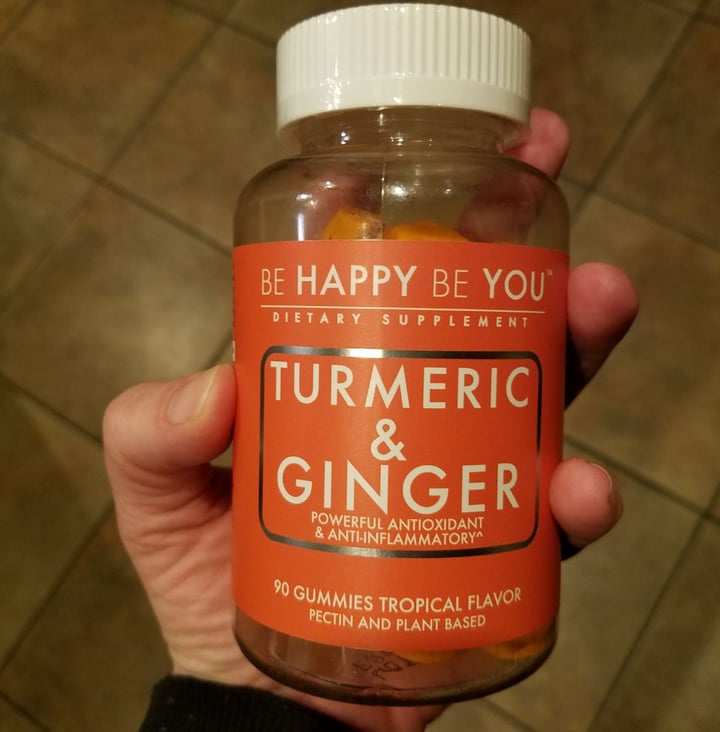 BE HAPPY BE YOU™
DIETARY SUPPLEMENT
TURMERIC
&
GINGER
POWERFUL ANTIOXIDANT
& ANTI-INFLAMMATORY^
90 GUMMIES TROPICAL FLAVOR
PECTIN AND PLANT BASED